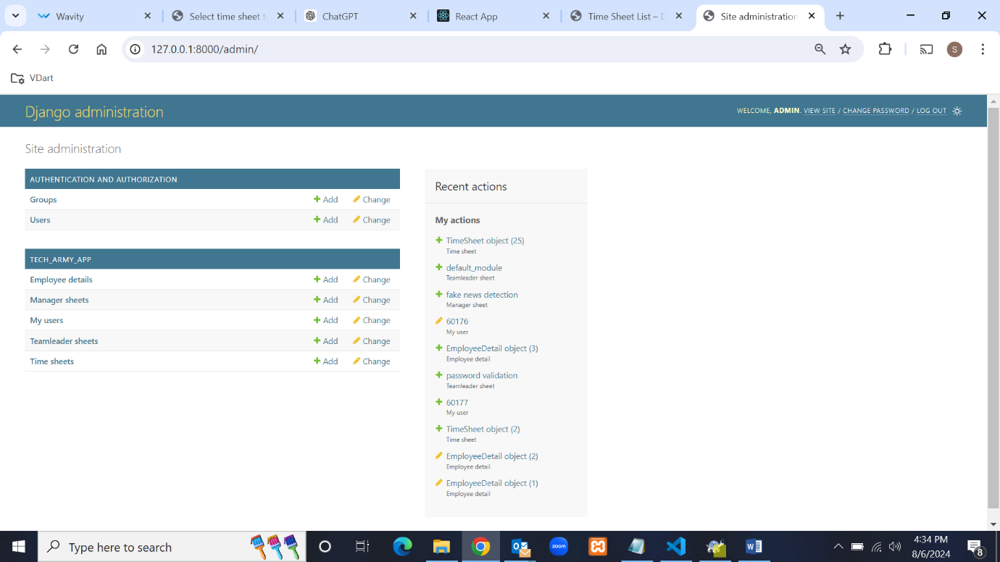 Wavity
Select time sheet t
ChatGPT
React App
Time Sheet List – D
Site administration
127.0.0.1:8000/admin/
S
VDart
Django administration
WELCOME, ADMIN. VIEW SITE / CHANGE PASSWORD / LOG OUT
Site administration
AUTHENTICATION AND AUTHORIZATION
Groups Add Change
Users Add Change
TECH_ARMY_APP
Employee details Add Change
Manager sheets Add Change
My users Add Change
Teamleader sheets Add Change
Time sheets Add Change
Recent actions
My actions
TimeSheet object (25)
Time sheet
default_module
Teamleader sheet
fake news detection
Manager sheet
60176
My user
EmployeeDetail object (3)
Employee detail
password validation
Teamleader sheet
60177
My user
TimeSheet object (2)
Time sheet
EmployeeDetail object (2)
Employee detail
EmployeeDetail object (1)
Employee detail
Type here to search
zoom
4:34 PM
8/6/2024
8